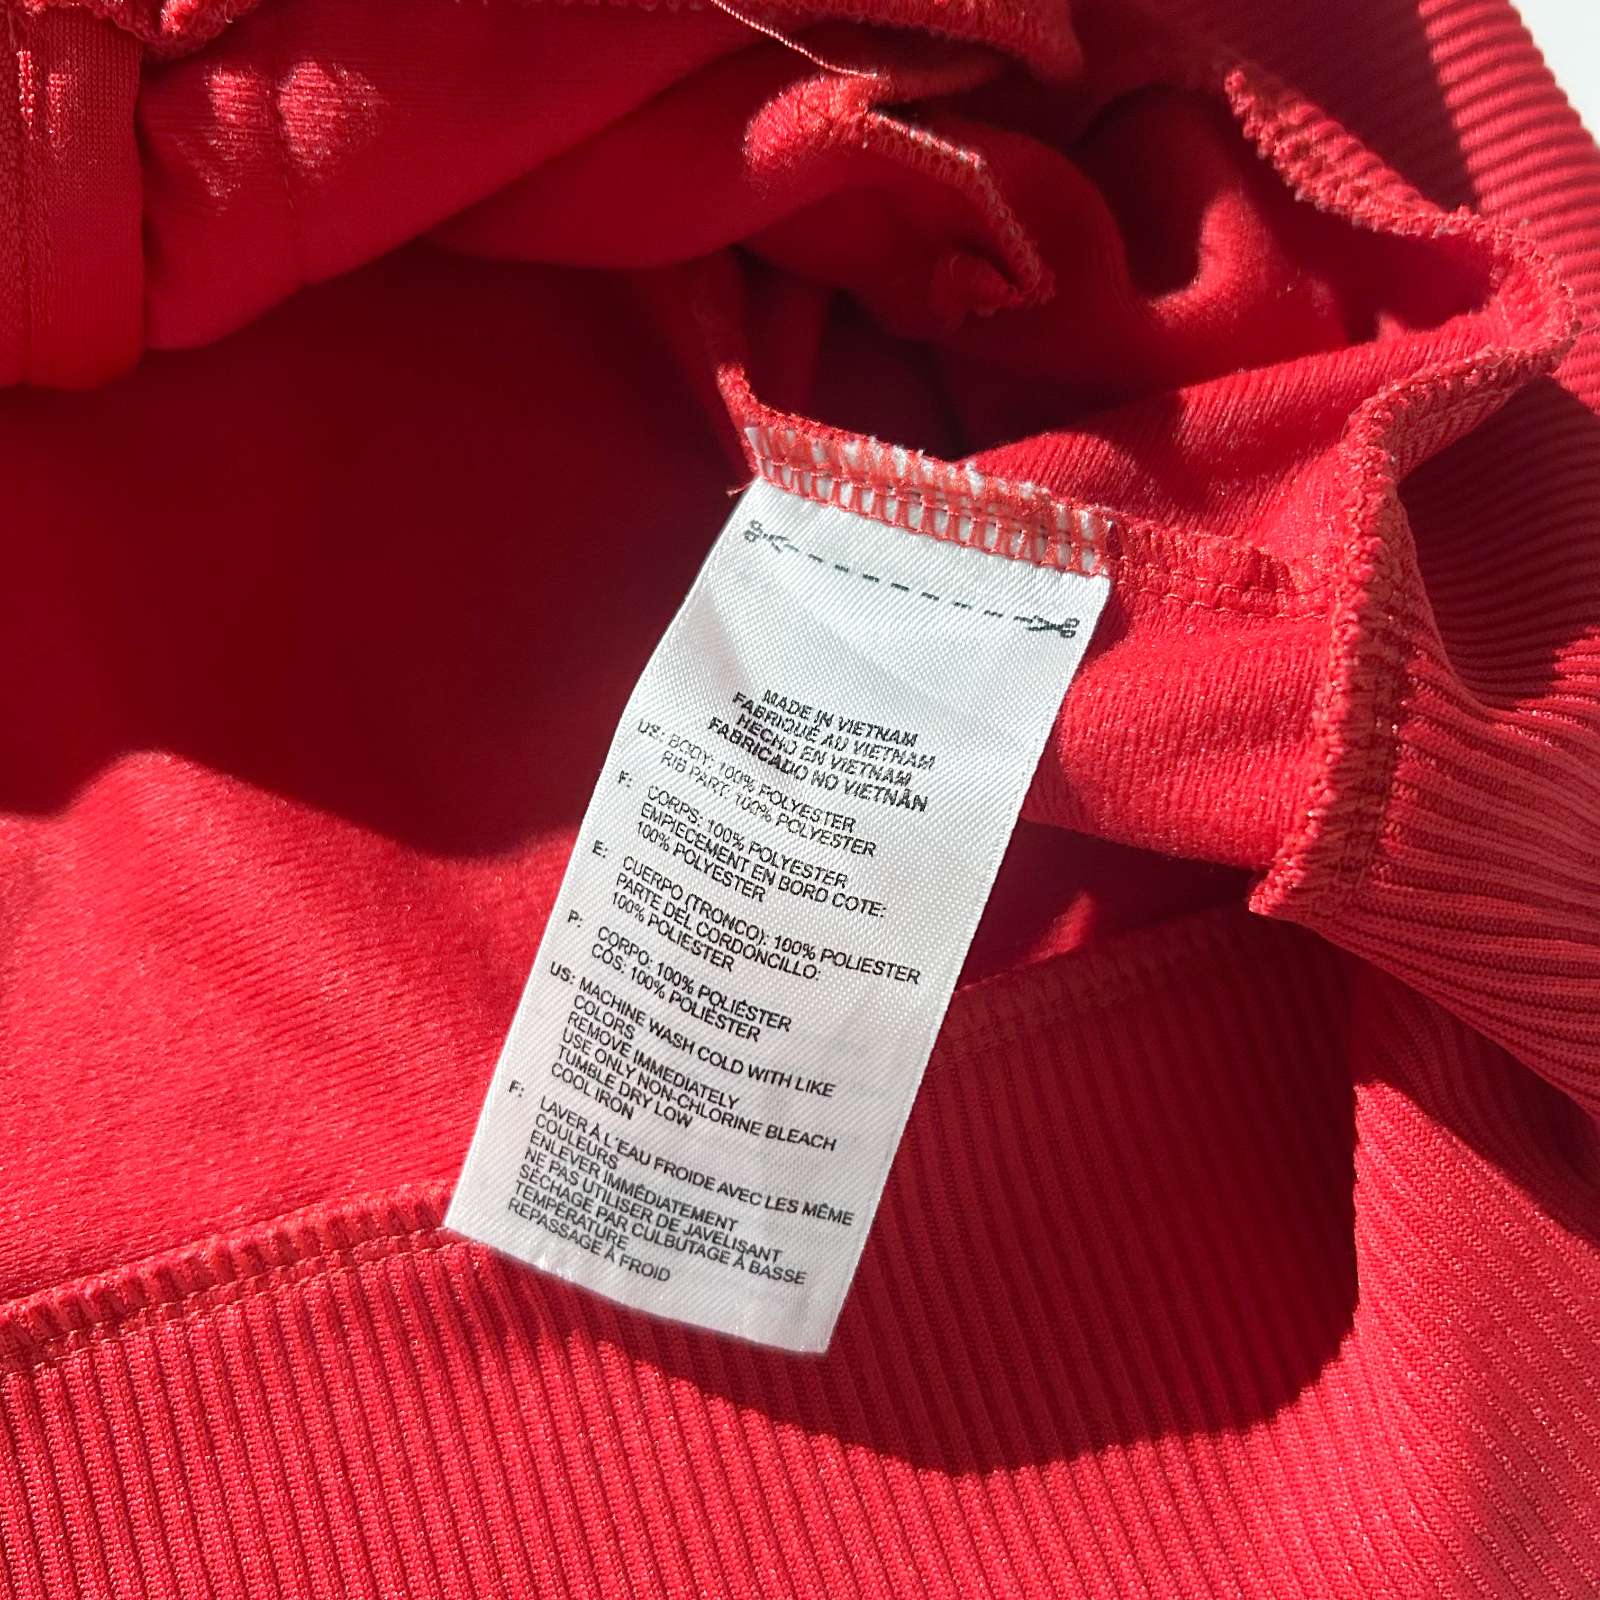 MADE IN VIETNAM
FABRIQUÉ AU VIETNAM
HECHO EN VIETNAM
FABRICADO NO VIETNÃN
US: BODY: 100% POLYESTER
RIB PART: 100% POLYESTER
F: CORPS: 100% POLYESTER
EMPIECEMENT EN BORD COTE:
100% POLYESTER
E: CUERPO (TRONCO): 100% POLIESTER
PARTE DEL CORDONCILLO:
100% POLIESTER
P: CORPO: 100% POLIÉSTER
COS: 100% POLIÉSTER
US: MACHINE WASH COLD WITH LIKE
COLORS
REMOVE IMMEDIATELY
USE ONLY NON-CHLORINE BLEACH
TUMBLE DRY LOW
COOL IRON
F: LAVER À L'EAU FROIDE AVEC LES MÊME
COULEURS
ENLEVER IMMÉDIATEMENT
NE PAS UTILISER DE JAVELISANT
SÉCHAGE PAR CULBUTAGE À BASSE
TEMPÉRATURE
REPASSAGE À FROID